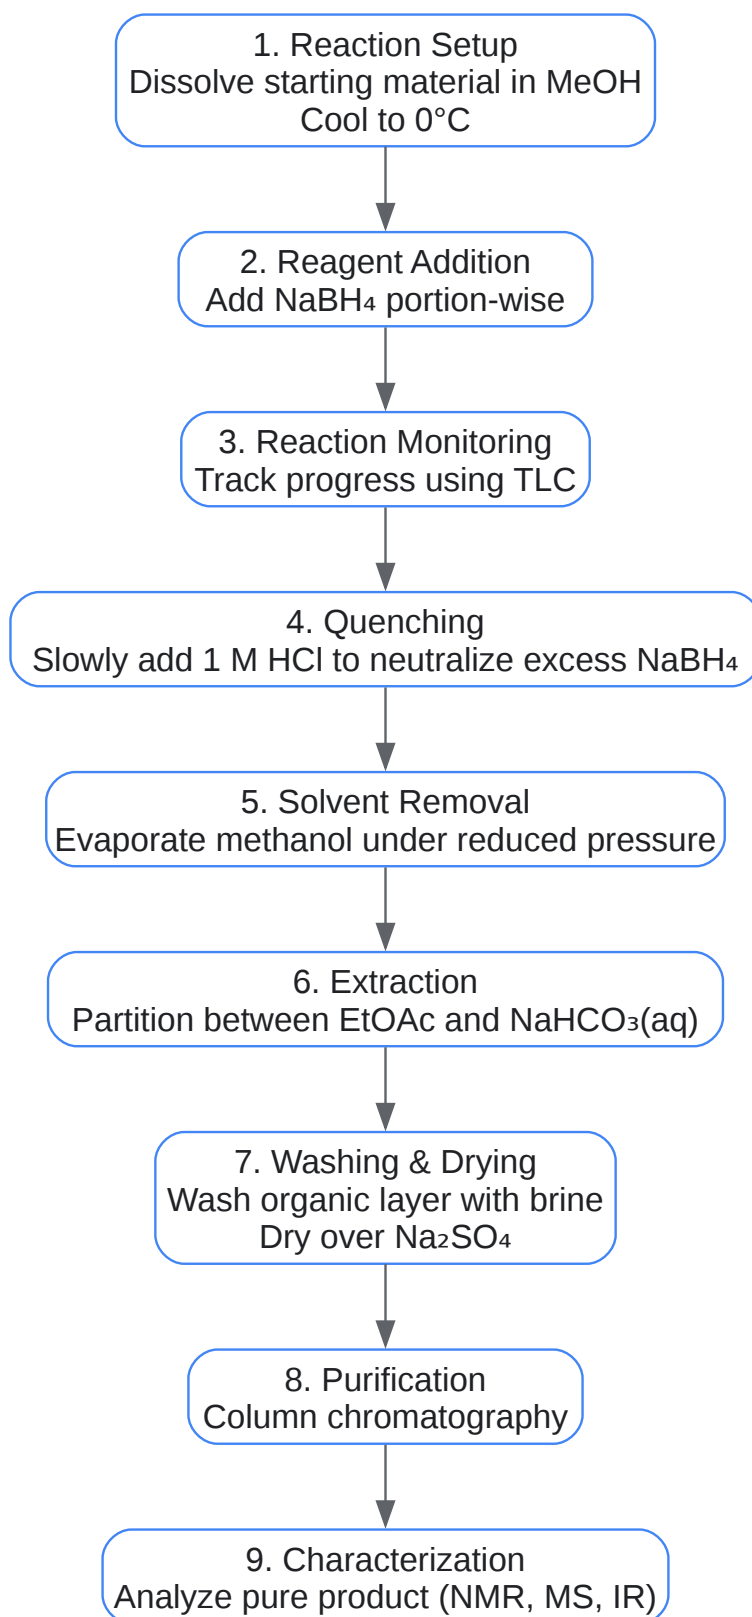 1. Reaction Setup
Dissolve starting material in MeOH
Cool to 0°C
2. Reagent Addition
Add NaBH₄ portion-wise
3. Reaction Monitoring
Track progress using TLC
4. Quenching
Slowly add 1 M HCl to neutralize excess NaBH₄
5. Solvent Removal
Evaporate methanol under reduced pressure
6. Extraction
Partition between EtOAc and NaHCO₃(aq)
7. Washing & Drying
Wash organic layer with brine
Dry over Na₂SO₄
8. Purification
Column chromatography
9. Characterization
Analyze pure product (NMR, MS, IR)